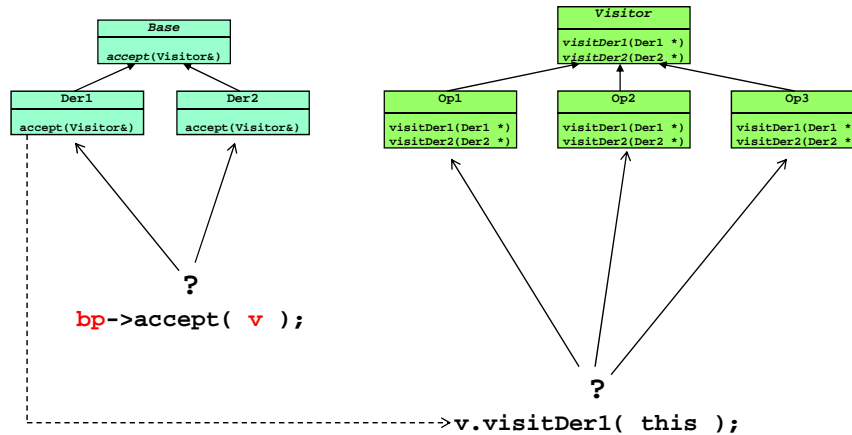 Base
accept(Visitor&)
Der1
accept(Visitor&)
Der2
accept(Visitor&)
?
bp->accept( v );
Visitor
visitDer1(Der1 *)
visitDer2(Der2 *)
Op1
visitDer1(Der1 *)
visitDer2(Der2 *)
Op2
visitDer1(Der1 *)
visitDer2(Der2 *)
Op3
visitDer1(Der1 *
visitDer2(Der2 *
?
v.visitDer1( this );